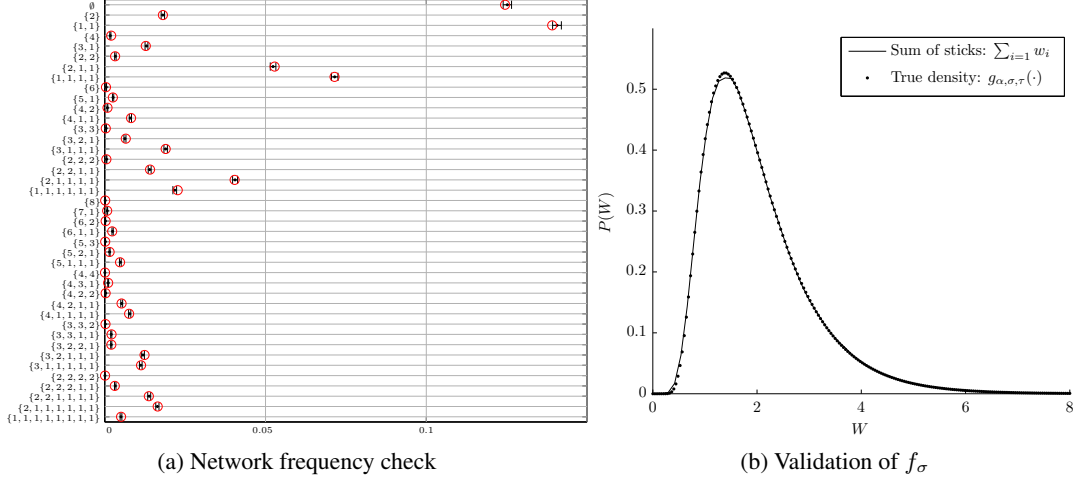 ∅
{2}
{1, 1}
{4}
{3, 1}
{2, 2}
{2, 1, 1}
{1, 1, 1, 1}
{6}
{5, 1}
{4, 2}
{4, 1, 1}
{3, 3}
{3, 2, 1}
{3, 1, 1, 1}
{2, 2, 2}
{2, 2, 1, 1}
{2, 1, 1, 1, 1}
{1, 1, 1, 1, 1, 1}
{8}
{7, 1}
{6, 2}
{6, 1, 1}
{5, 3}
{5, 2, 1}
{5, 1, 1, 1}
{4, 4}
{4, 3, 1}
{4, 2, 2}
{4, 2, 1, 1}
{4, 1, 1, 1, 1}
{3, 3, 2}
{3, 3, 1, 1}
{3, 2, 2, 1}
{3, 2, 1, 1, 1}
{3, 1, 1, 1, 1, 1}
{2, 2, 2, 2}
{2, 2, 2, 1, 1}
{2, 2, 1, 1, 1, 1}
{2, 1, 1, 1, 1, 1, 1}
{1, 1, 1, 1, 1, 1, 1, 1}
0 0.05 0.1
(a) Network frequency check
Sum of sticks: ∑_{i=1} w_i
True density: g_{α,σ,τ}(·)
0.5
0.4
0.3
0.2
0.1
0
P(W)
0 2 4 6 8
W
(b) Validation of f_σ